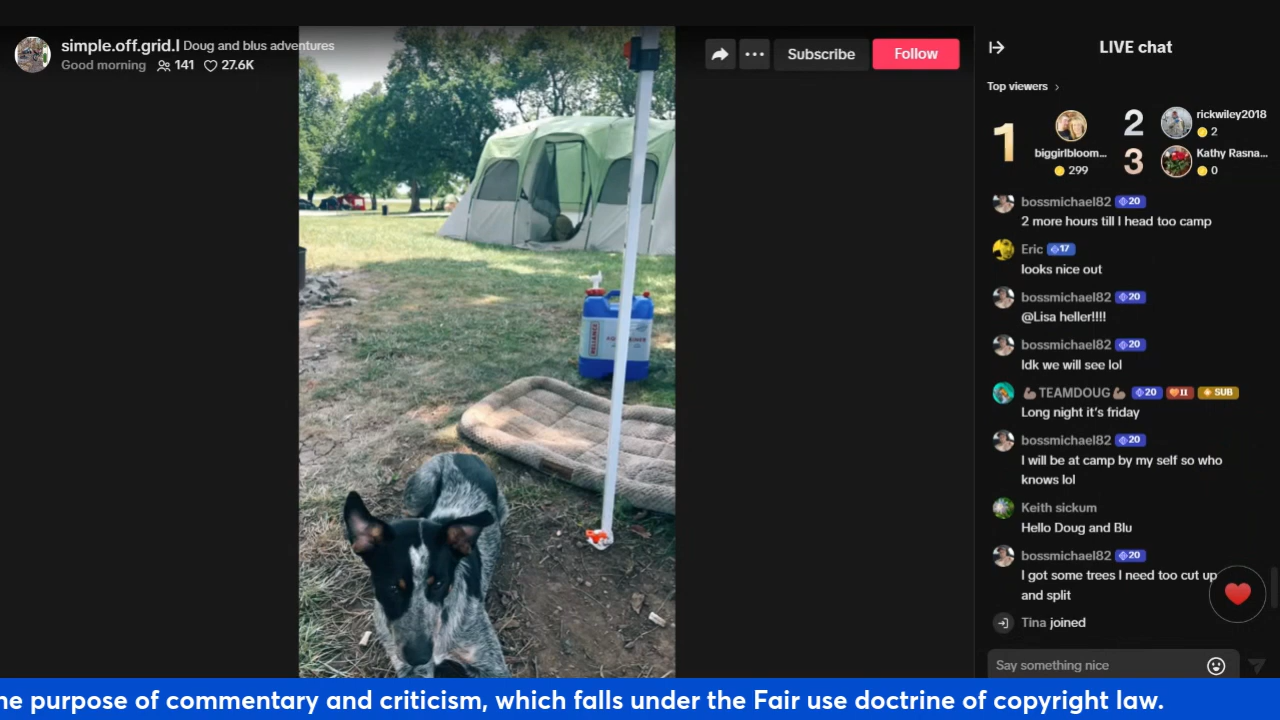 simple.off.grid.l Doug and blus adventures
Good morning 141 27.6K
Subscribe
Follow
RELIANCE
LIVE chat
Top viewers
1
biggirlbloom...
299
2
rickwiley2018
2
3
Kathy Rasna...
0
bossmichael82 20
2 more hours till I head too camp
Eric 17
looks nice out
bossmichael82 20
@Lisa heller!!!!
bossmichael82 20
Idk we will see lol
TEAMDOUG 20 11 SUB
Long night it's friday
bossmichael82 20
I will be at camp by my self so who
knows lol
Keith sickum
Hello Doug and Blu
bossmichael82 20
I got some trees I need too cut up
and split
Tina joined
Say something nice
he purpose of commentary and criticism, which falls under the Fair use doctrine of copyright law.